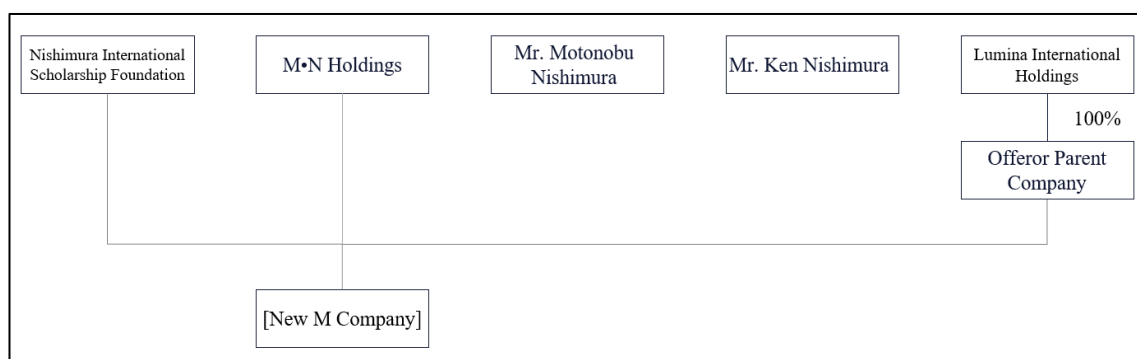 Nishimura International
Scholarship Foundation
M•N Holdings
Mr. Motonobu
Nishimura
Mr. Ken Nishimura
Lumina International
Holdings
100%
Offeror Parent
Company
[New M Company]